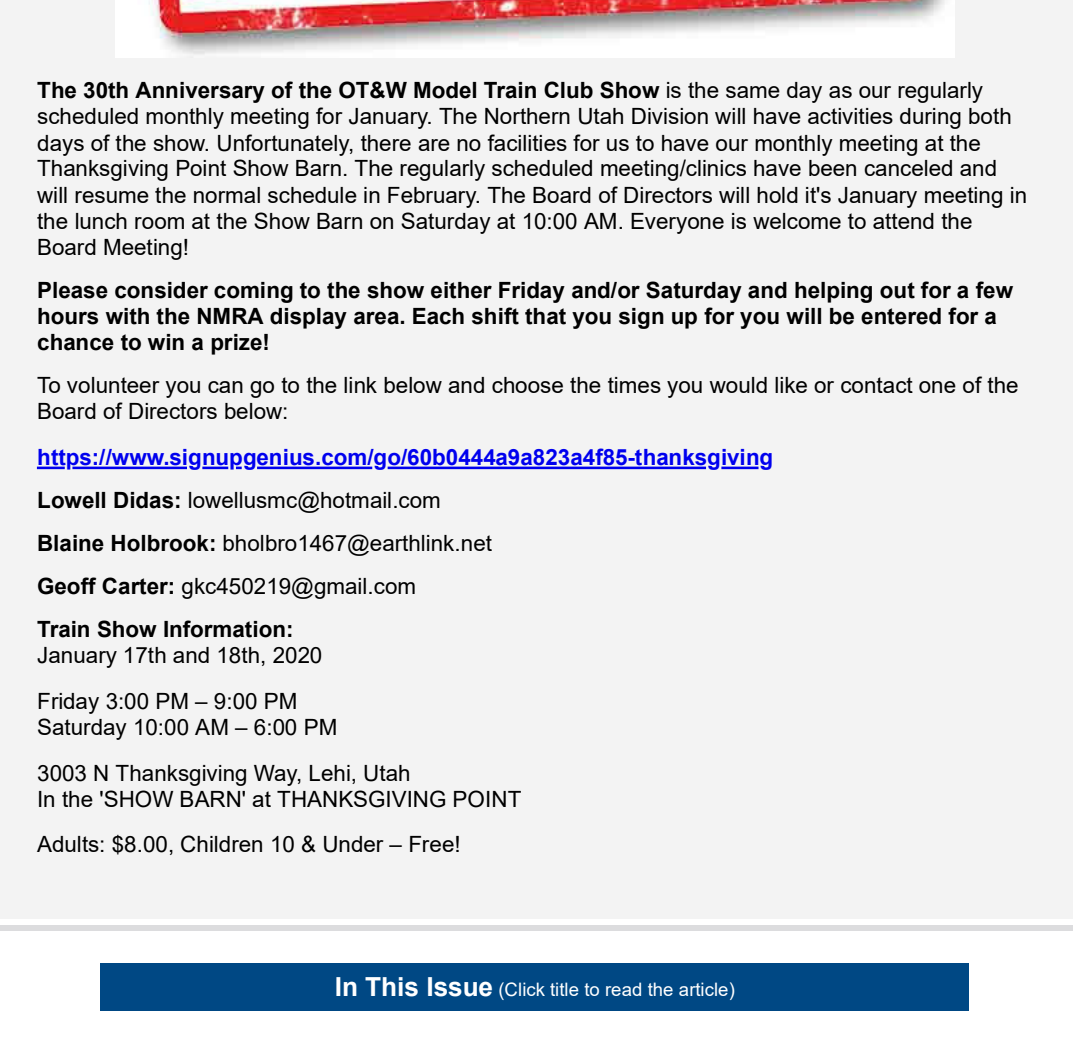 The 30th Anniversary of the OT&W Model Train Club Show is the same day as our regularly
scheduled monthly meeting for January. The Northern Utah Division will have activities during both
days of the show. Unfortunately, there are no facilities for us to have our monthly meeting at the
Thanksgiving Point Show Barn. The regularly scheduled meeting/clinics have been canceled and
will resume the normal schedule in February. The Board of Directors will hold it's January meeting in
the lunch room at the Show Barn on Saturday at 10:00 AM. Everyone is welcome to attend the
Board Meeting!
Please consider coming to the show either Friday and/or Saturday and helping out for a few
hours with the NMRA display area. Each shift that you sign up for you will be entered for a
chance to win a prize!
To volunteer you can go to the link below and choose the times you would like or contact one of the
Board of Directors below:
https://www.signupgenius.com/go/60b0444a9a823a4f85-thanksgiving
Lowell Didas: lowellusmc@hotmail.com
Blaine Holbrook: bholbro1467@earthlink.net
Geoff Carter: gkc450219@gmail.com
Train Show Information:
January 17th and 18th, 2020
Friday 3:00 PM – 9:00 PM
Saturday 10:00 AM – 6:00 PM
3003 N Thanksgiving Way, Lehi, Utah
In the 'SHOW BARN' at THANKSGIVING POINT
Adults: $8.00, Children 10 & Under – Free!
In This Issue (Click title to read the article)